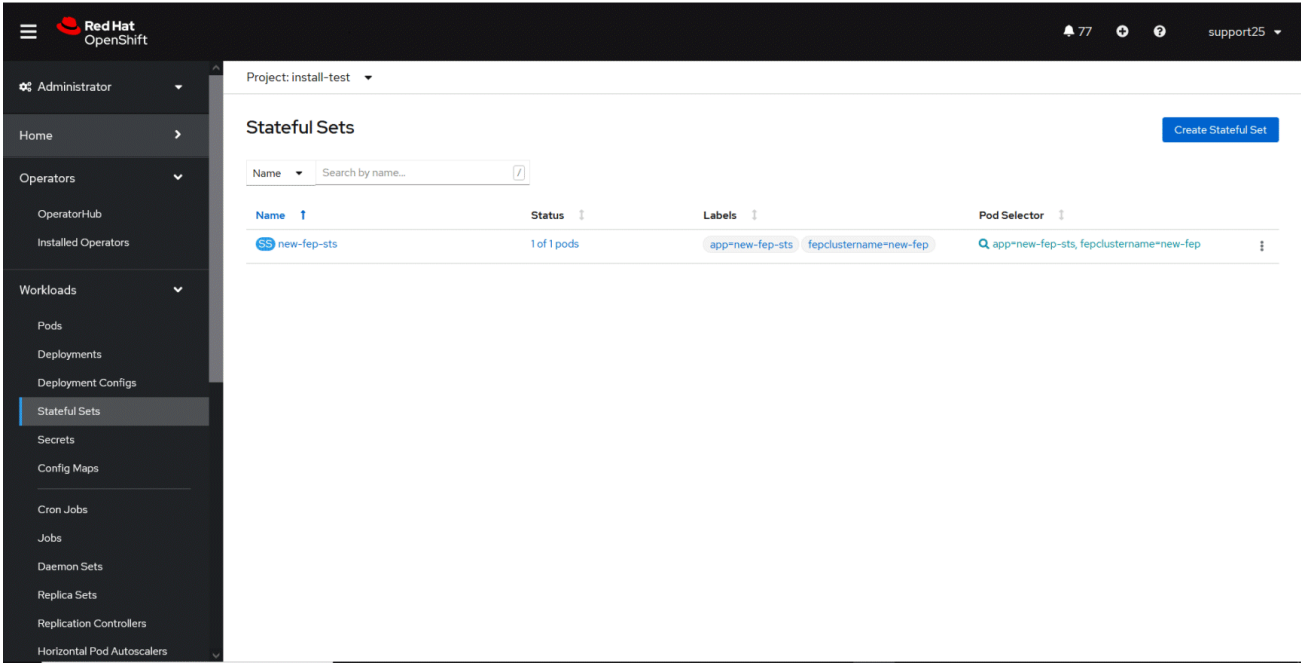 Red Hat
OpenShift
77
support25
Administrator
Home
Operators
OperatorHub
Installed Operators
Workloads
Pods
Deployments
Deployment Configs
Stateful Sets
Secrets
Config Maps
Cron Jobs
Jobs
Daemon Sets
Replica Sets
Replication Controllers
Horizontal Pod Autoscalers
Project: install-test
Stateful Sets
Create Stateful Set
Name Search by name... /
Name Status Labels Pod Selector
SS new-fep-sts 1 of 1 pods app=new-fep-sts fepclustername=new-fep app=new-fep-sts, fepclustername=new-fep